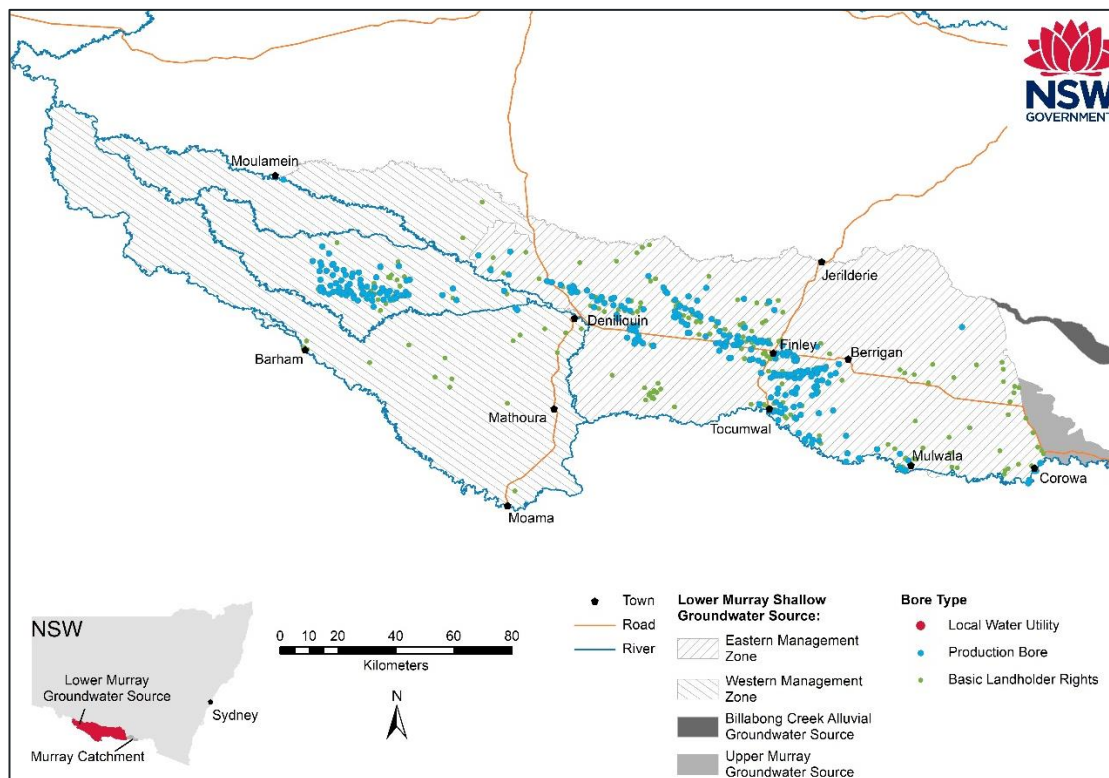 NSW
GOVERNMENT
Moulamein
Jerilderie
Deniliquin
Finley
Berrigan
Barham
Mathoura
Tocumwal
Mulwala
Corowa
Moama
NSW
Lower Murray
Groundwater Source
Sydney
Murray Catchment
0 5 10 20 40 60 80
Kilometers
N
Town
Road
River
Lower Murray Shallow
Groundwater Source:
Eastern Management
Zone
Western Management
Zone
Billabong Creek Alluvial
Groundwater Source
Upper Murray
Groundwater Source
Bore Type
Local Water Utility
Production Bore
Basic Landholder Rights